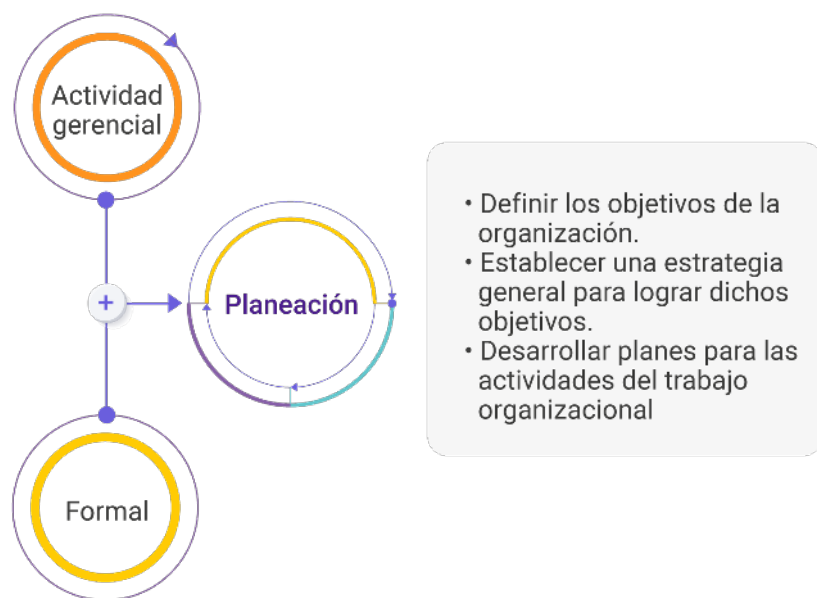 Actividad
gerencial
+
Planeación
Formal
• Definir los objetivos de la
organización.
• Establecer una estrategia
general para lograr dichos
objetivos.
• Desarrollar planes para las
actividades del trabajo
organizacional